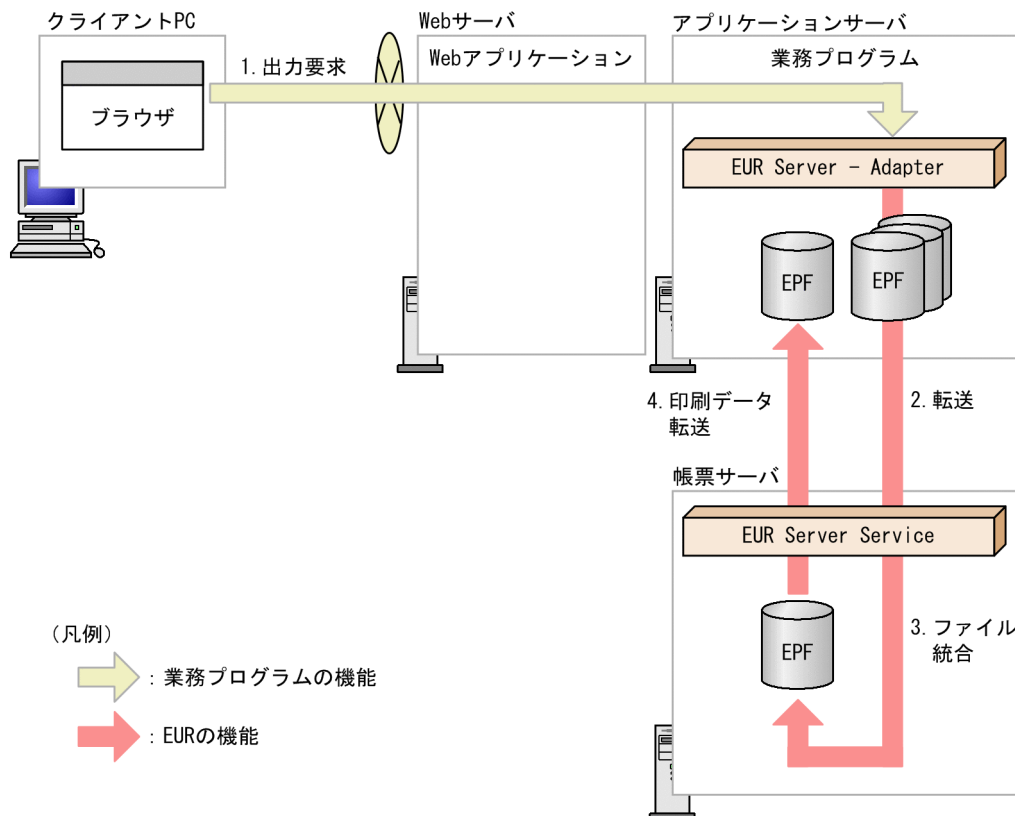 クライアントPC
Webサーバ
アプリケーションサーバ
1. 出力要求
Webアプリケーション
業務プログラム
ブラウザ
EUR Server － Adapter
EPF
EPF
4. 印刷データ
転送
2. 転送
帳票サーバ
EUR Server Service
EPF
3. ファイル
統合
（凡例）
：業務プログラムの機能
：EURの機能